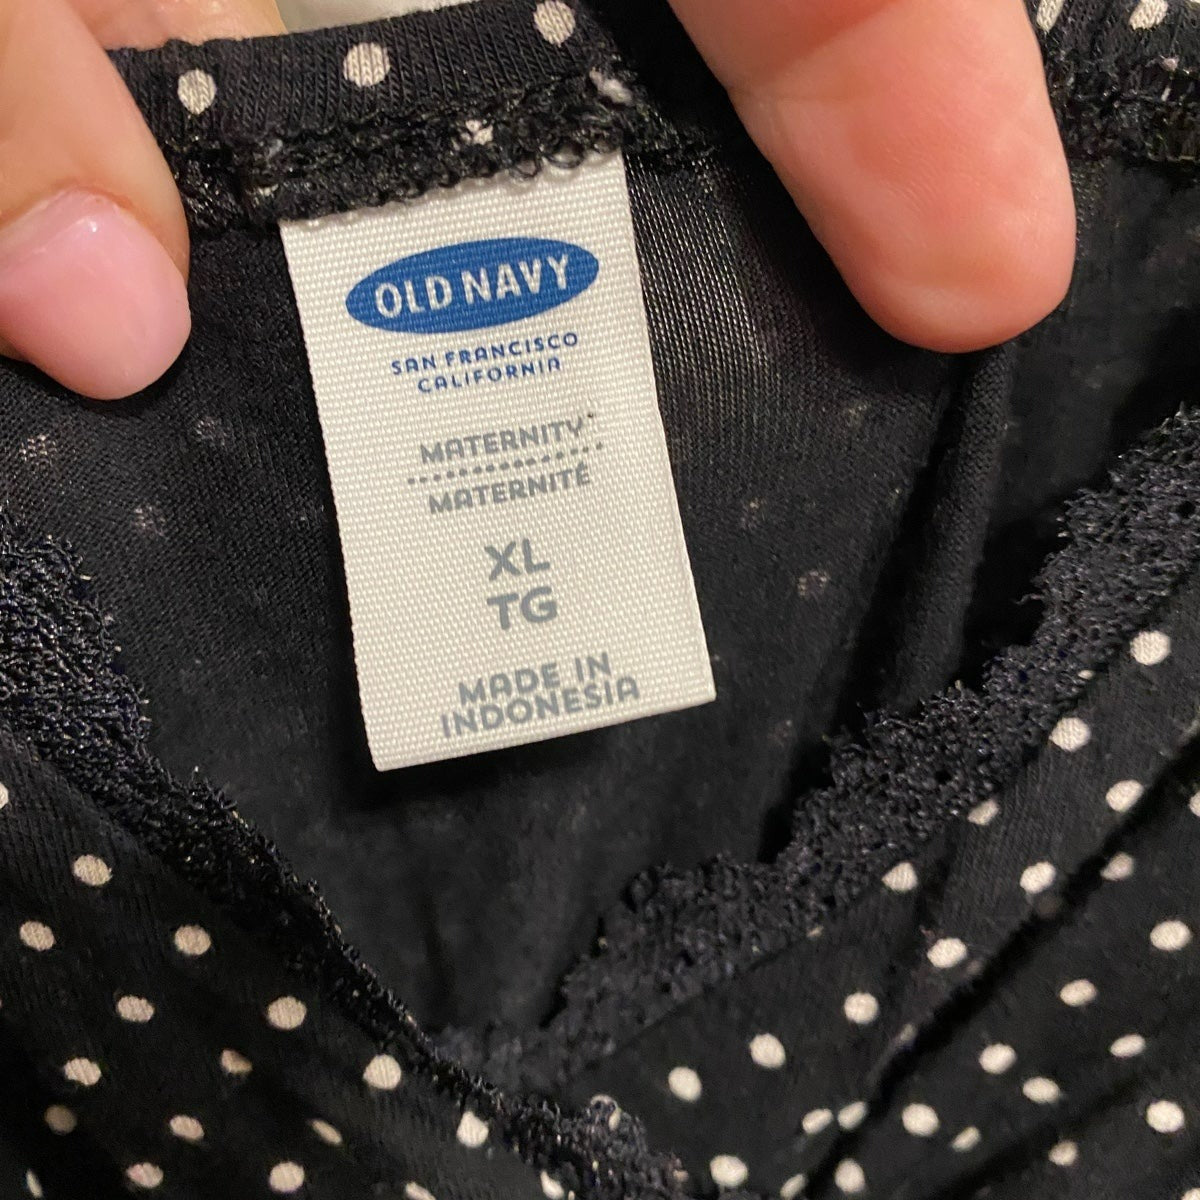 OLD NAVY
SAN FRANCISCO
CALIFORNIA
MATERNITY
MATERNITÉ
XL
TG
MADE IN
INDONESIA